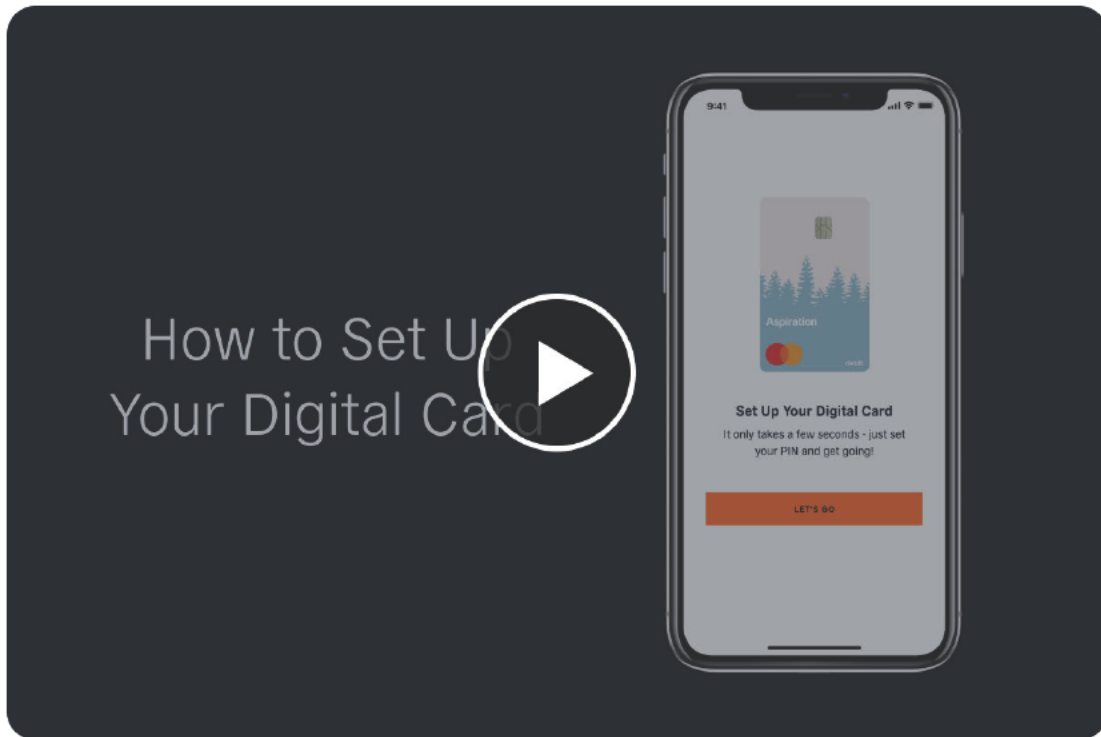 How to Set Up
Your Digital Card
9:41
Aspiration
debit
Set Up Your Digital Card
It only takes a few seconds - just set
your PIN and get going!
LET'S GO